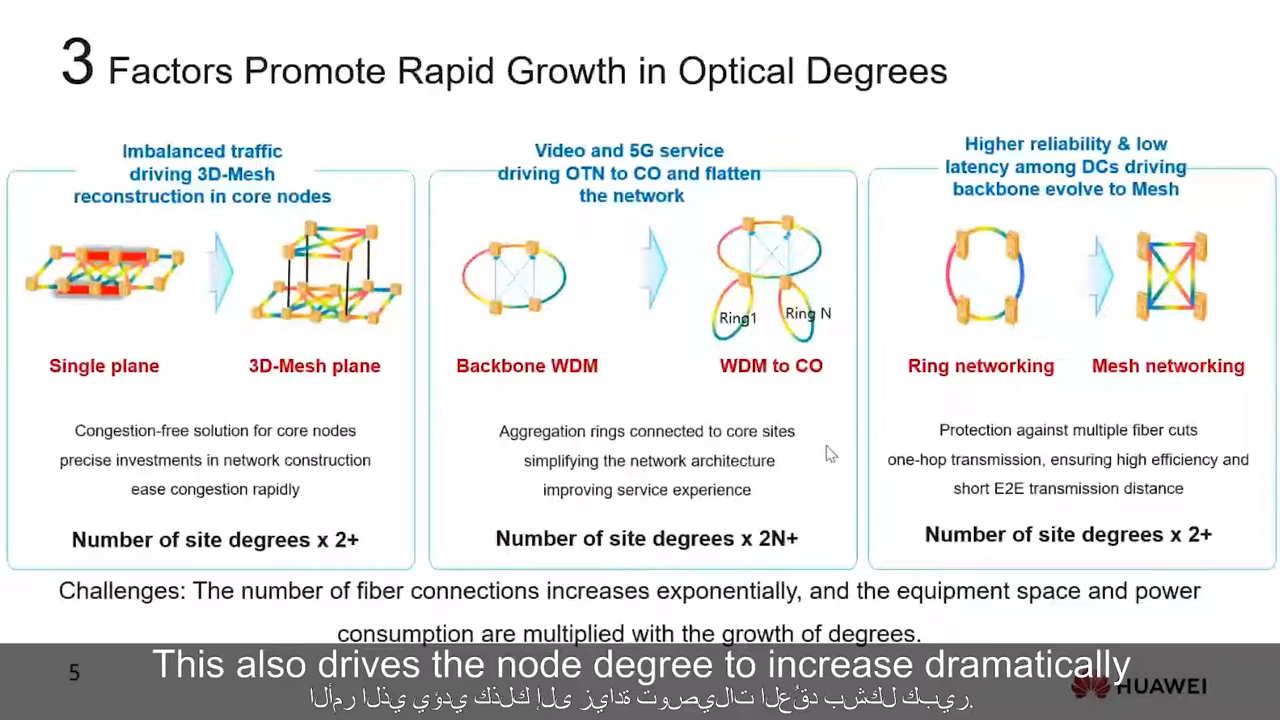 3 Factors Promote Rapid Growth in Optical Degrees
Imbalanced traffic
driving 3D-Mesh
reconstruction in core nodes
Single plane
3D-Mesh plane
Congestion-free solution for core nodes
precise investments in network construction
ease congestion rapidly
Number of site degrees x 2+
Video and 5G service
driving OTN to CO and flatten
the network
Ring1
Ring N
Backbone WDM
WDM to CO
Aggregation rings connected to core sites
simplifying the network architecture
improving service experience
Number of site degrees x 2N+
Higher reliability & low
latency among DCs driving
backbone evolve to Mesh
Ring networking
Mesh networking
Protection against multiple fiber cuts
one-hop transmission, ensuring high efficiency and
short E2E transmission distance
Number of site degrees x 2+
Challenges: The number of fiber connections increases exponentially, and the equipment space and power
consumption are multiplied with the growth of degrees.
5
This also drives the node degree to increase dramatically
الأمر الذي يؤدي كذلك إلى زيادة توصيلات العُقد بشكل كبير.
HUAWEI